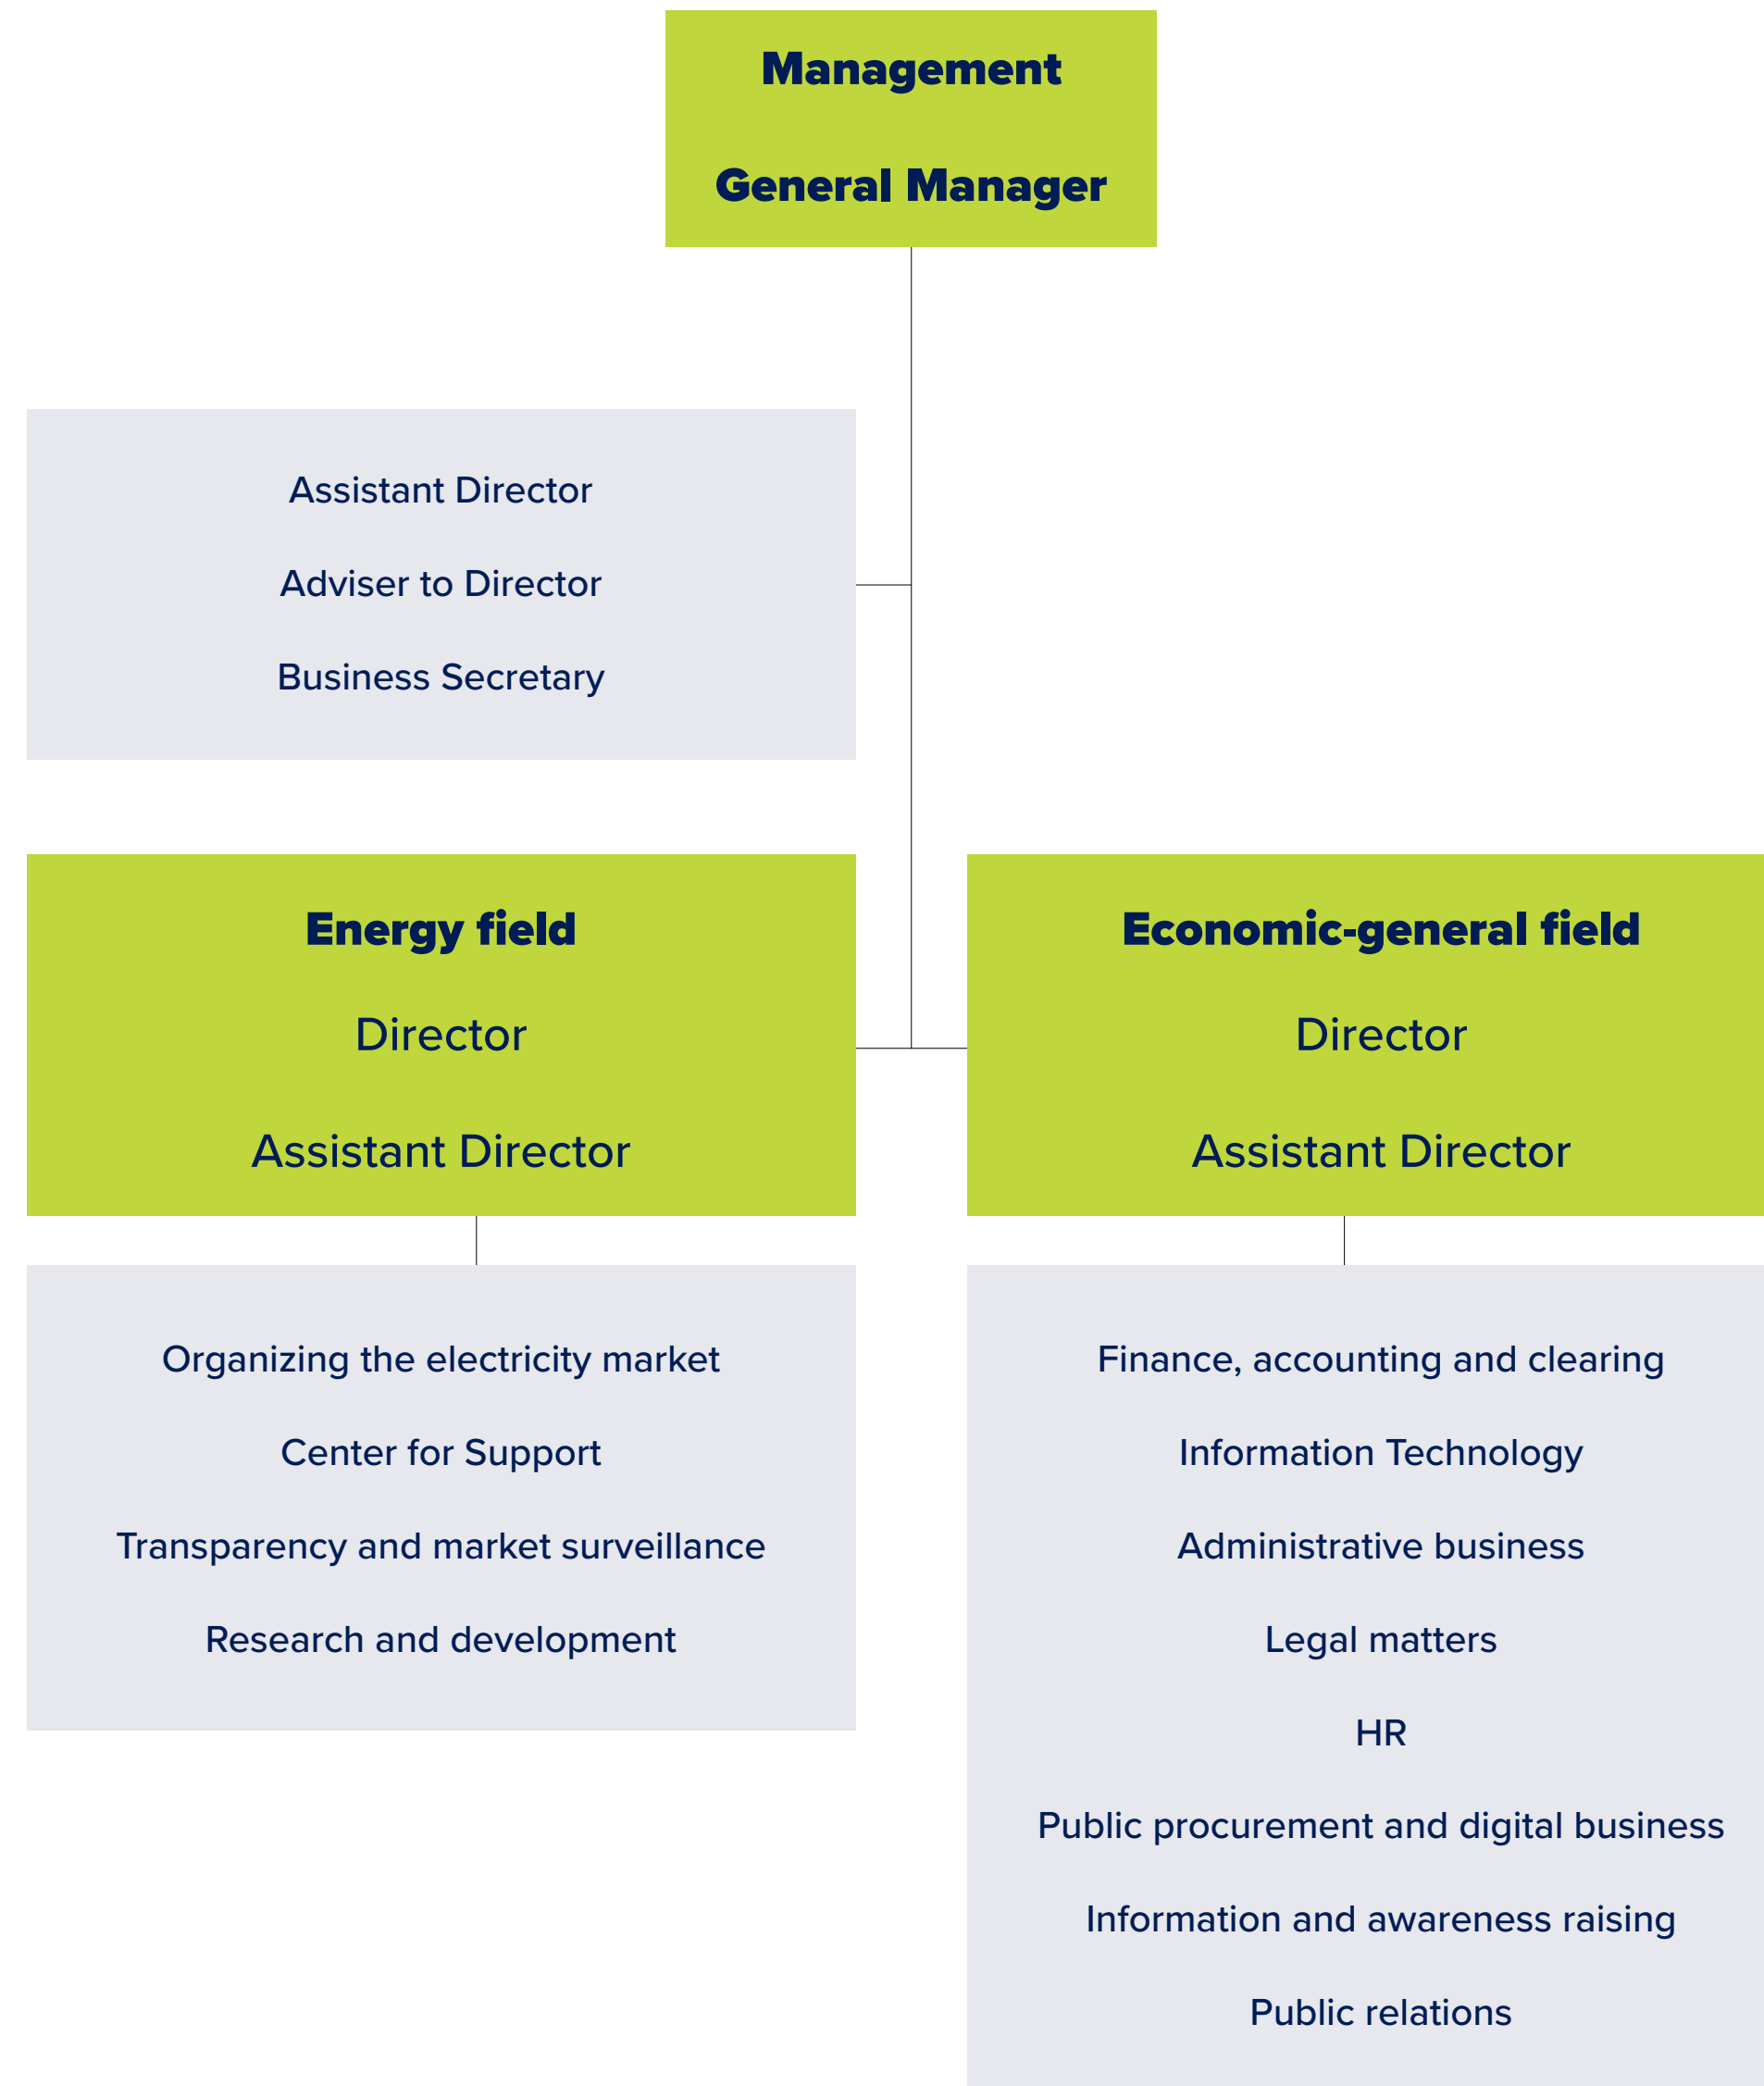 Management
General Manager
Assistant Director
Adviser to Director
Business Secretary
Energy field
Director
Assistant Director
Economic-general field
Director
Assistant Director
Organizing the electricity market
Center for Support
Transparency and market surveillance
Research and development
Finance, accounting and clearing
Information Technology
Administrative business
Legal matters
HR
Public procurement and digital business
Information and awareness raising
Public relations